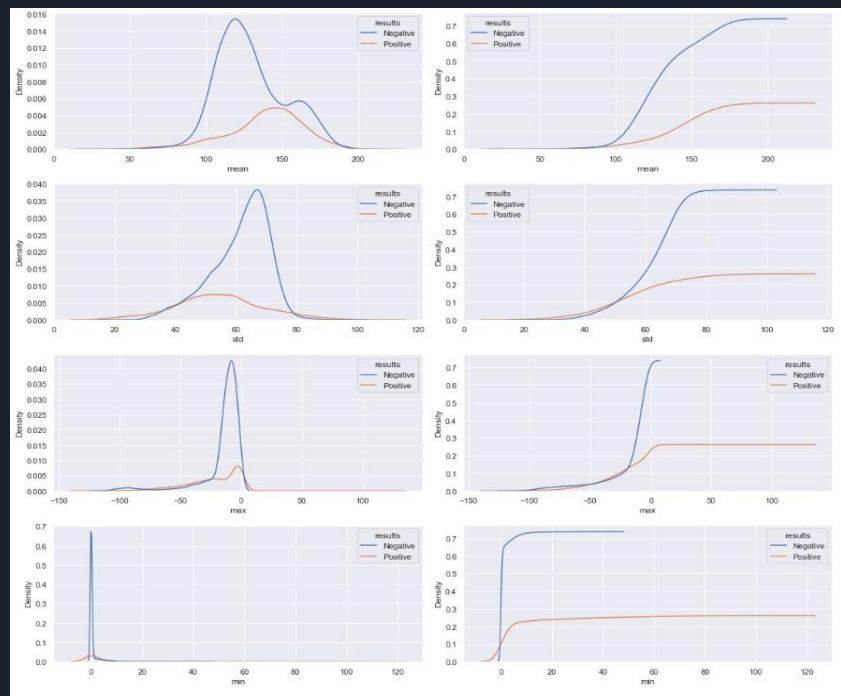 results
Negative
Positive
Density
0.016
0.014
0.012
0.010
0.008
0.006
0.004
0.002
0.000
0 50 100 150 200
mean
results
Negative
Positive
Density
0.7
0.6
0.5
0.4
0.3
0.2
0.1
0.0
0 50 100 150 200
mean
results
Negative
Positive
Density
0.040
0.035
0.030
0.025
0.020
0.015
0.010
0.005
0.000
0 20 40 60 80 100 120
std
results
Negative
Positive
Density
0.7
0.6
0.5
0.4
0.3
0.2
0.1
0.0
0 20 40 60 80 100 120
std
results
Negative
Positive
Density
0.040
0.035
0.030
0.025
0.020
0.015
0.010
0.005
0.000
−150 −100 −50 0 50 100
max
results
Negative
Positive
Density
0.7
0.6
0.5
0.4
0.3
0.2
0.1
0.0
−150 −100 −50 0 50 100
max
results
Negative
Positive
Density
0.7
0.6
0.5
0.4
0.3
0.2
0.1
0.0
0 20 40 60 80 100 120
min
results
Negative
Positive
Density
0.7
0.6
0.5
0.4
0.3
0.2
0.1
0.0
0 20 40 60 80 100 120
min